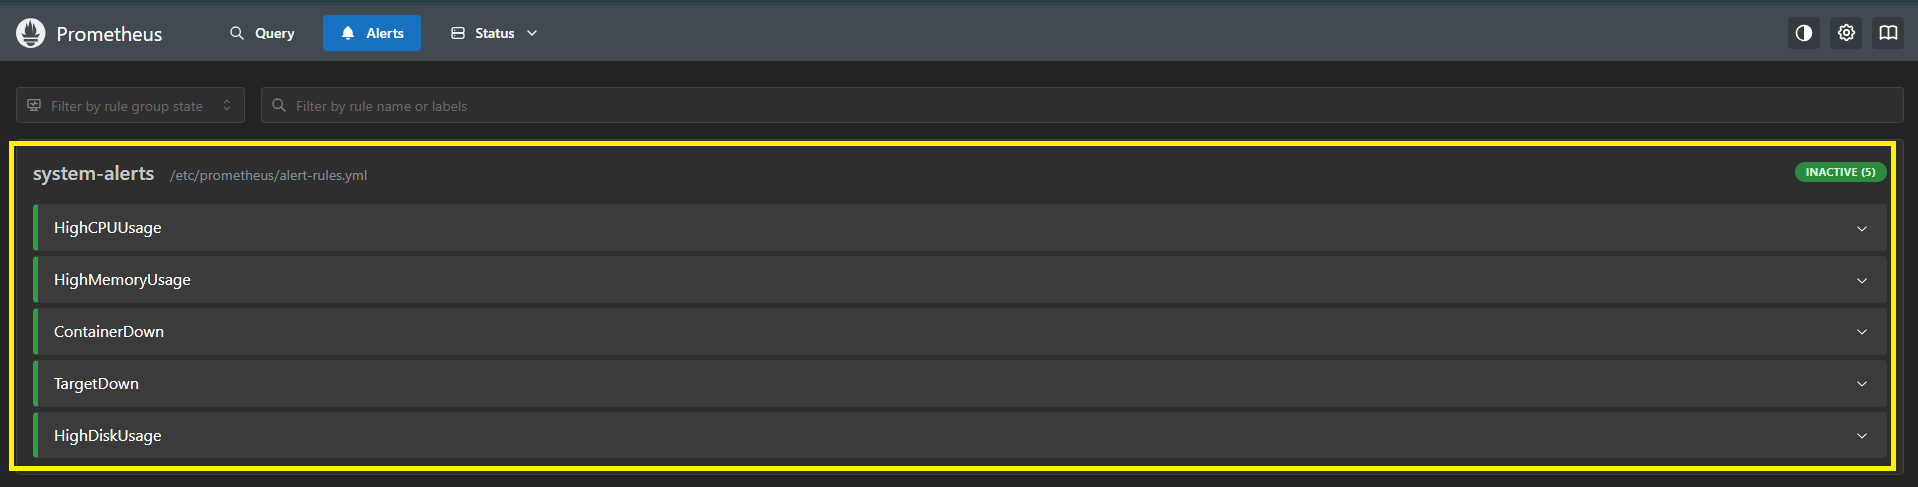 Prometheus Query Alerts Status
Filter by rule group state Filter by rule name or labels
system-alerts /etc/prometheus/alert-rules.yml INACTIVE (5)
HighCPUUsage
HighMemoryUsage
ContainerDown
TargetDown
HighDiskUsage